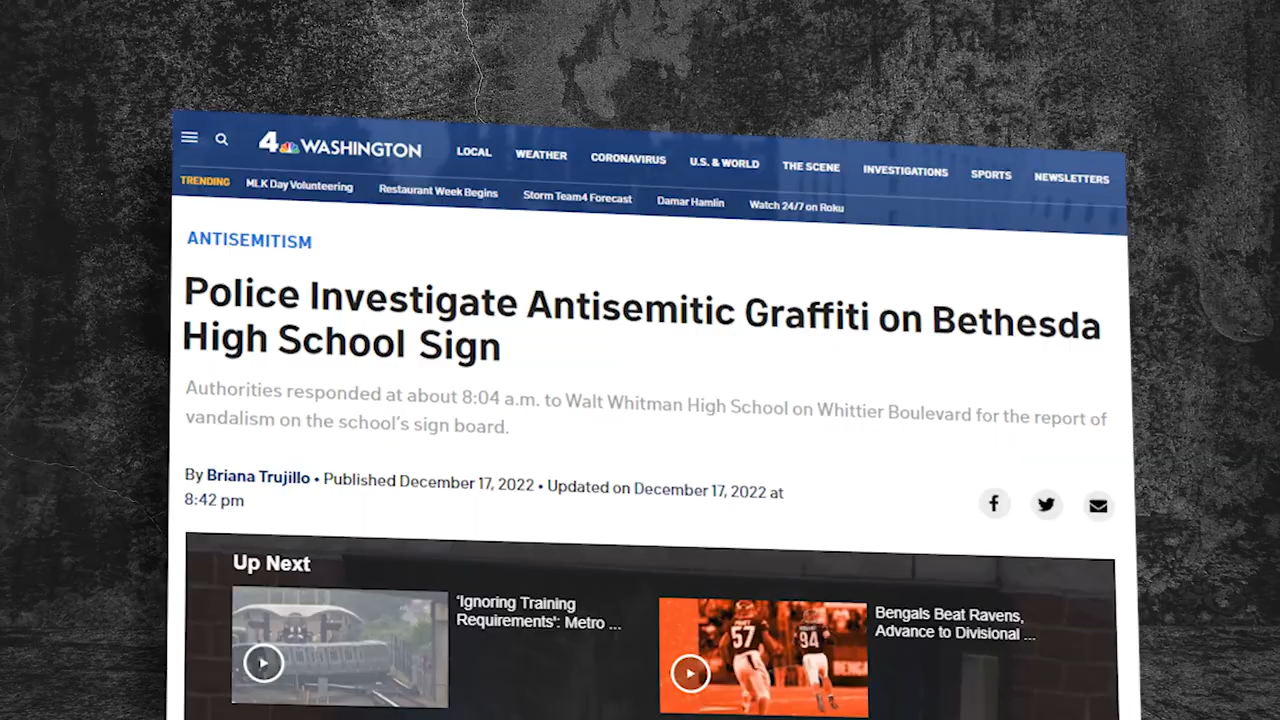 4 WASHINGTON
LOCAL WEATHER CORONAVIRUS U.S. & WORLD THE SCENE INVESTIGATIONS SPORTS NEWSLETTERS
TRENDING MLK Day Volunteering Restaurant Week Begins Storm Team4 Forecast Damar Hamlin Watch 24/7 on Roku
ANTISEMITISM
Police Investigate Antisemitic Graffiti on Bethesda
High School Sign
Authorities responded at about 8:04 a.m. to Walt Whitman High School on Whittier Boulevard for the report of
vandalism on the school's sign board.
By Briana Trujillo • Published December 17, 2022 • Updated on December 17, 2022 at
8:42 pm
Up Next
'Ignoring Training
Requirements': Metro ...
57
94
Bengals Beat Ravens,
Advance to Divisional ...